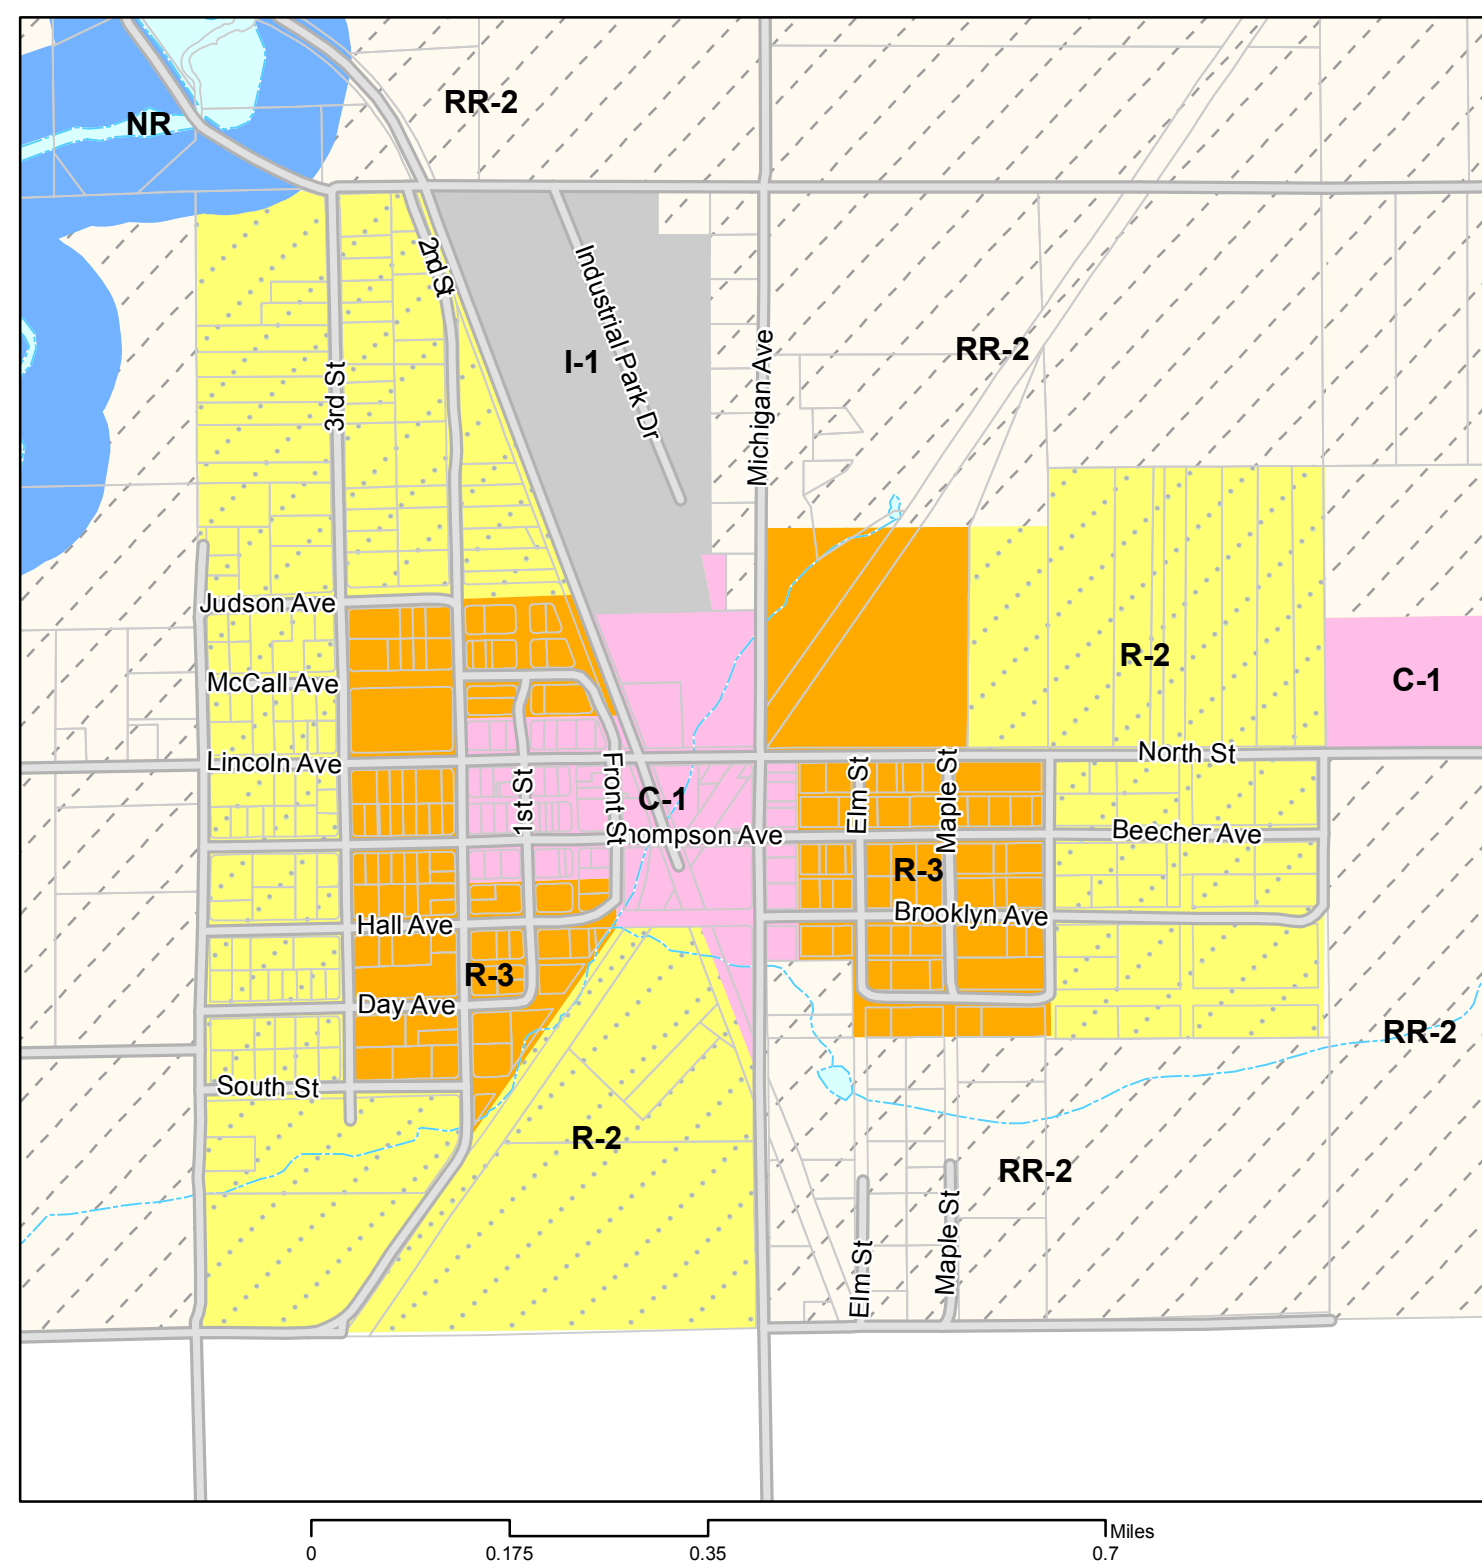 RR-2
NR
2nd St
Industrial Park Dr
RR-2
I-1
Michigan Ave
3rd St
Judson Ave
R-2
McCall Ave
C-1
North St
Lincoln Ave
Front St
1st St
C-1
Elm St
Maple St
hompson Ave
Beecher Ave
R-3
Brooklyn Ave
Hall Ave
R-3
Day Ave
RR-2
South St
R-2
RR-2
Elm St
Maple St
Miles
0 0.175 0.35 0.7